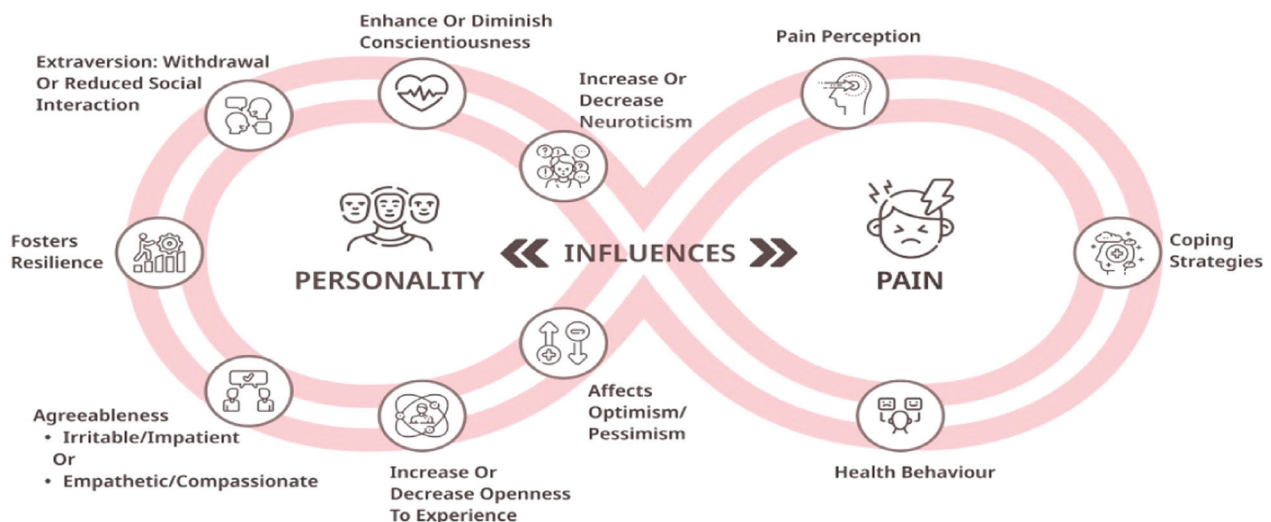 Enhance Or Diminish
Conscientiousness
Pain Perception
Extraversion: Withdrawal
Or Reduced Social
Interaction
Increase Or
Decrease
Neuroticism
Fosters
Resilience
INFLUENCES
PERSONALITY
PAIN
Coping
Strategies
Affects
Optimism/
Pessimism
Agreeableness
• Irritable/Impatient
Or
• Empathetic/Compassionate
Increase Or
Decrease Openness
To Experience
Health Behaviour